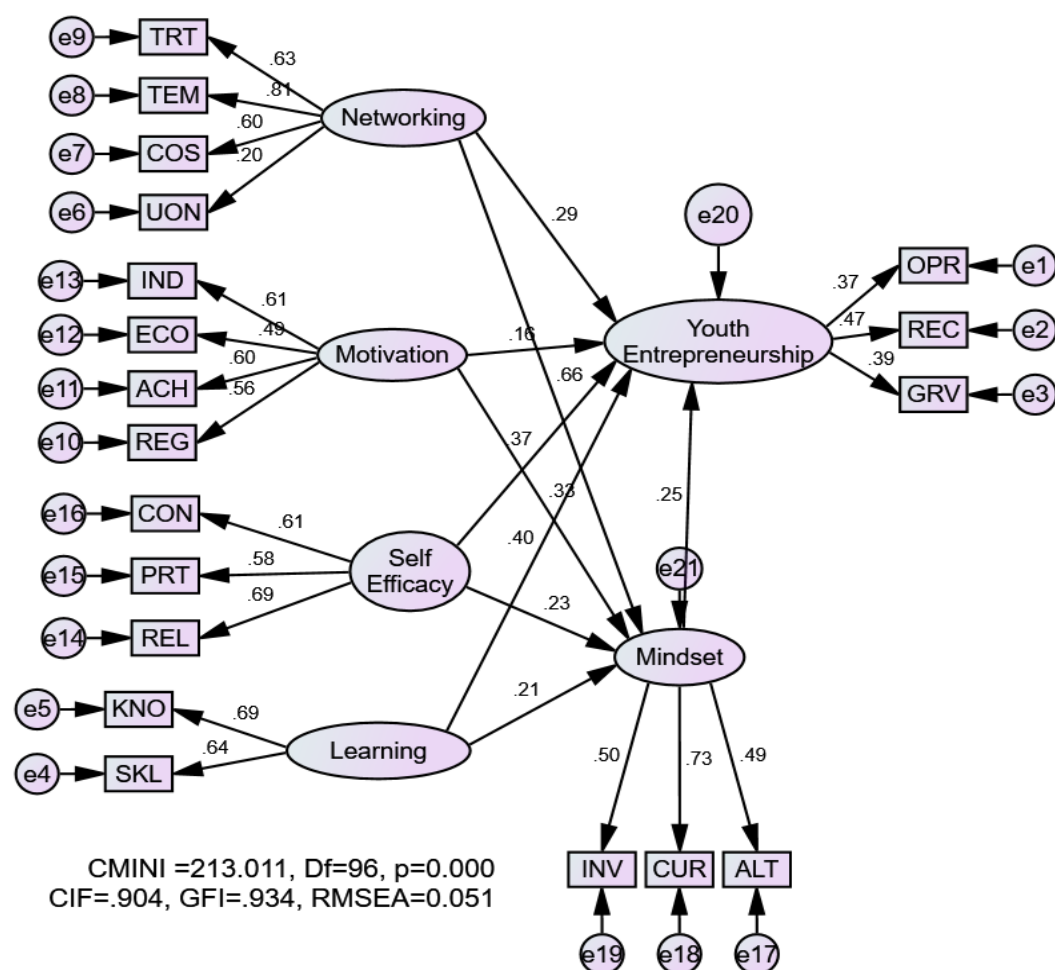 e9
TRT
.63
e8
TEM
.81
Networking
e7
COS
.60
e6
UON
.20
.29
e20
e13
IND
.61
e12
ECO
.49
Motivation
e11
ACH
.60
e10
REG
.56
.16
Youth
Entrepreneurship
.66
.37
OPR
e1
.47
REC
e2
.39
GRV
e3
e16
CON
.61
e15
PRT
.58
Self
Efficacy
e14
REL
.69
.37
.33
.40
.25
e21
.23
Mindset
.21
e5
KNO
.69
Learning
e4
SKL
.64
.50
.73
.49
INV
CUR
ALT
e19
e18
e17
CMINI =213.011, Df=96, p=0.000
CIF=.904, GFI=.934, RMSEA=0.051